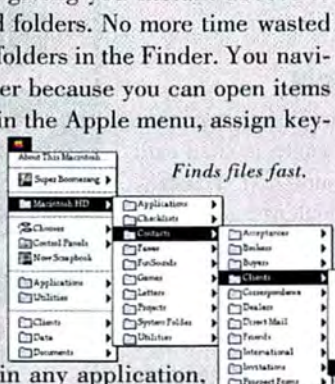 d folders. No more time wasted
folders in the Finder. You navi-
er because you can open items
in the Apple menu, assign key-
Finds files fast.
About This Macintosh...
Super Boomerang
Macintosh HD
Chooser
Control Panels
Now Scrapbook
Applications
Utilities
Clients
Data
Documents
Applications
Checklists
Contacts
Faxes
FunSounds
Games
Letters
Projects
System Folder
Utilities
Acceptances
Brokers
Buyers
Clients
Correspondence
Dealers
Direct Mail
Friends
International
Invitations
Prospect Forms
in any application.